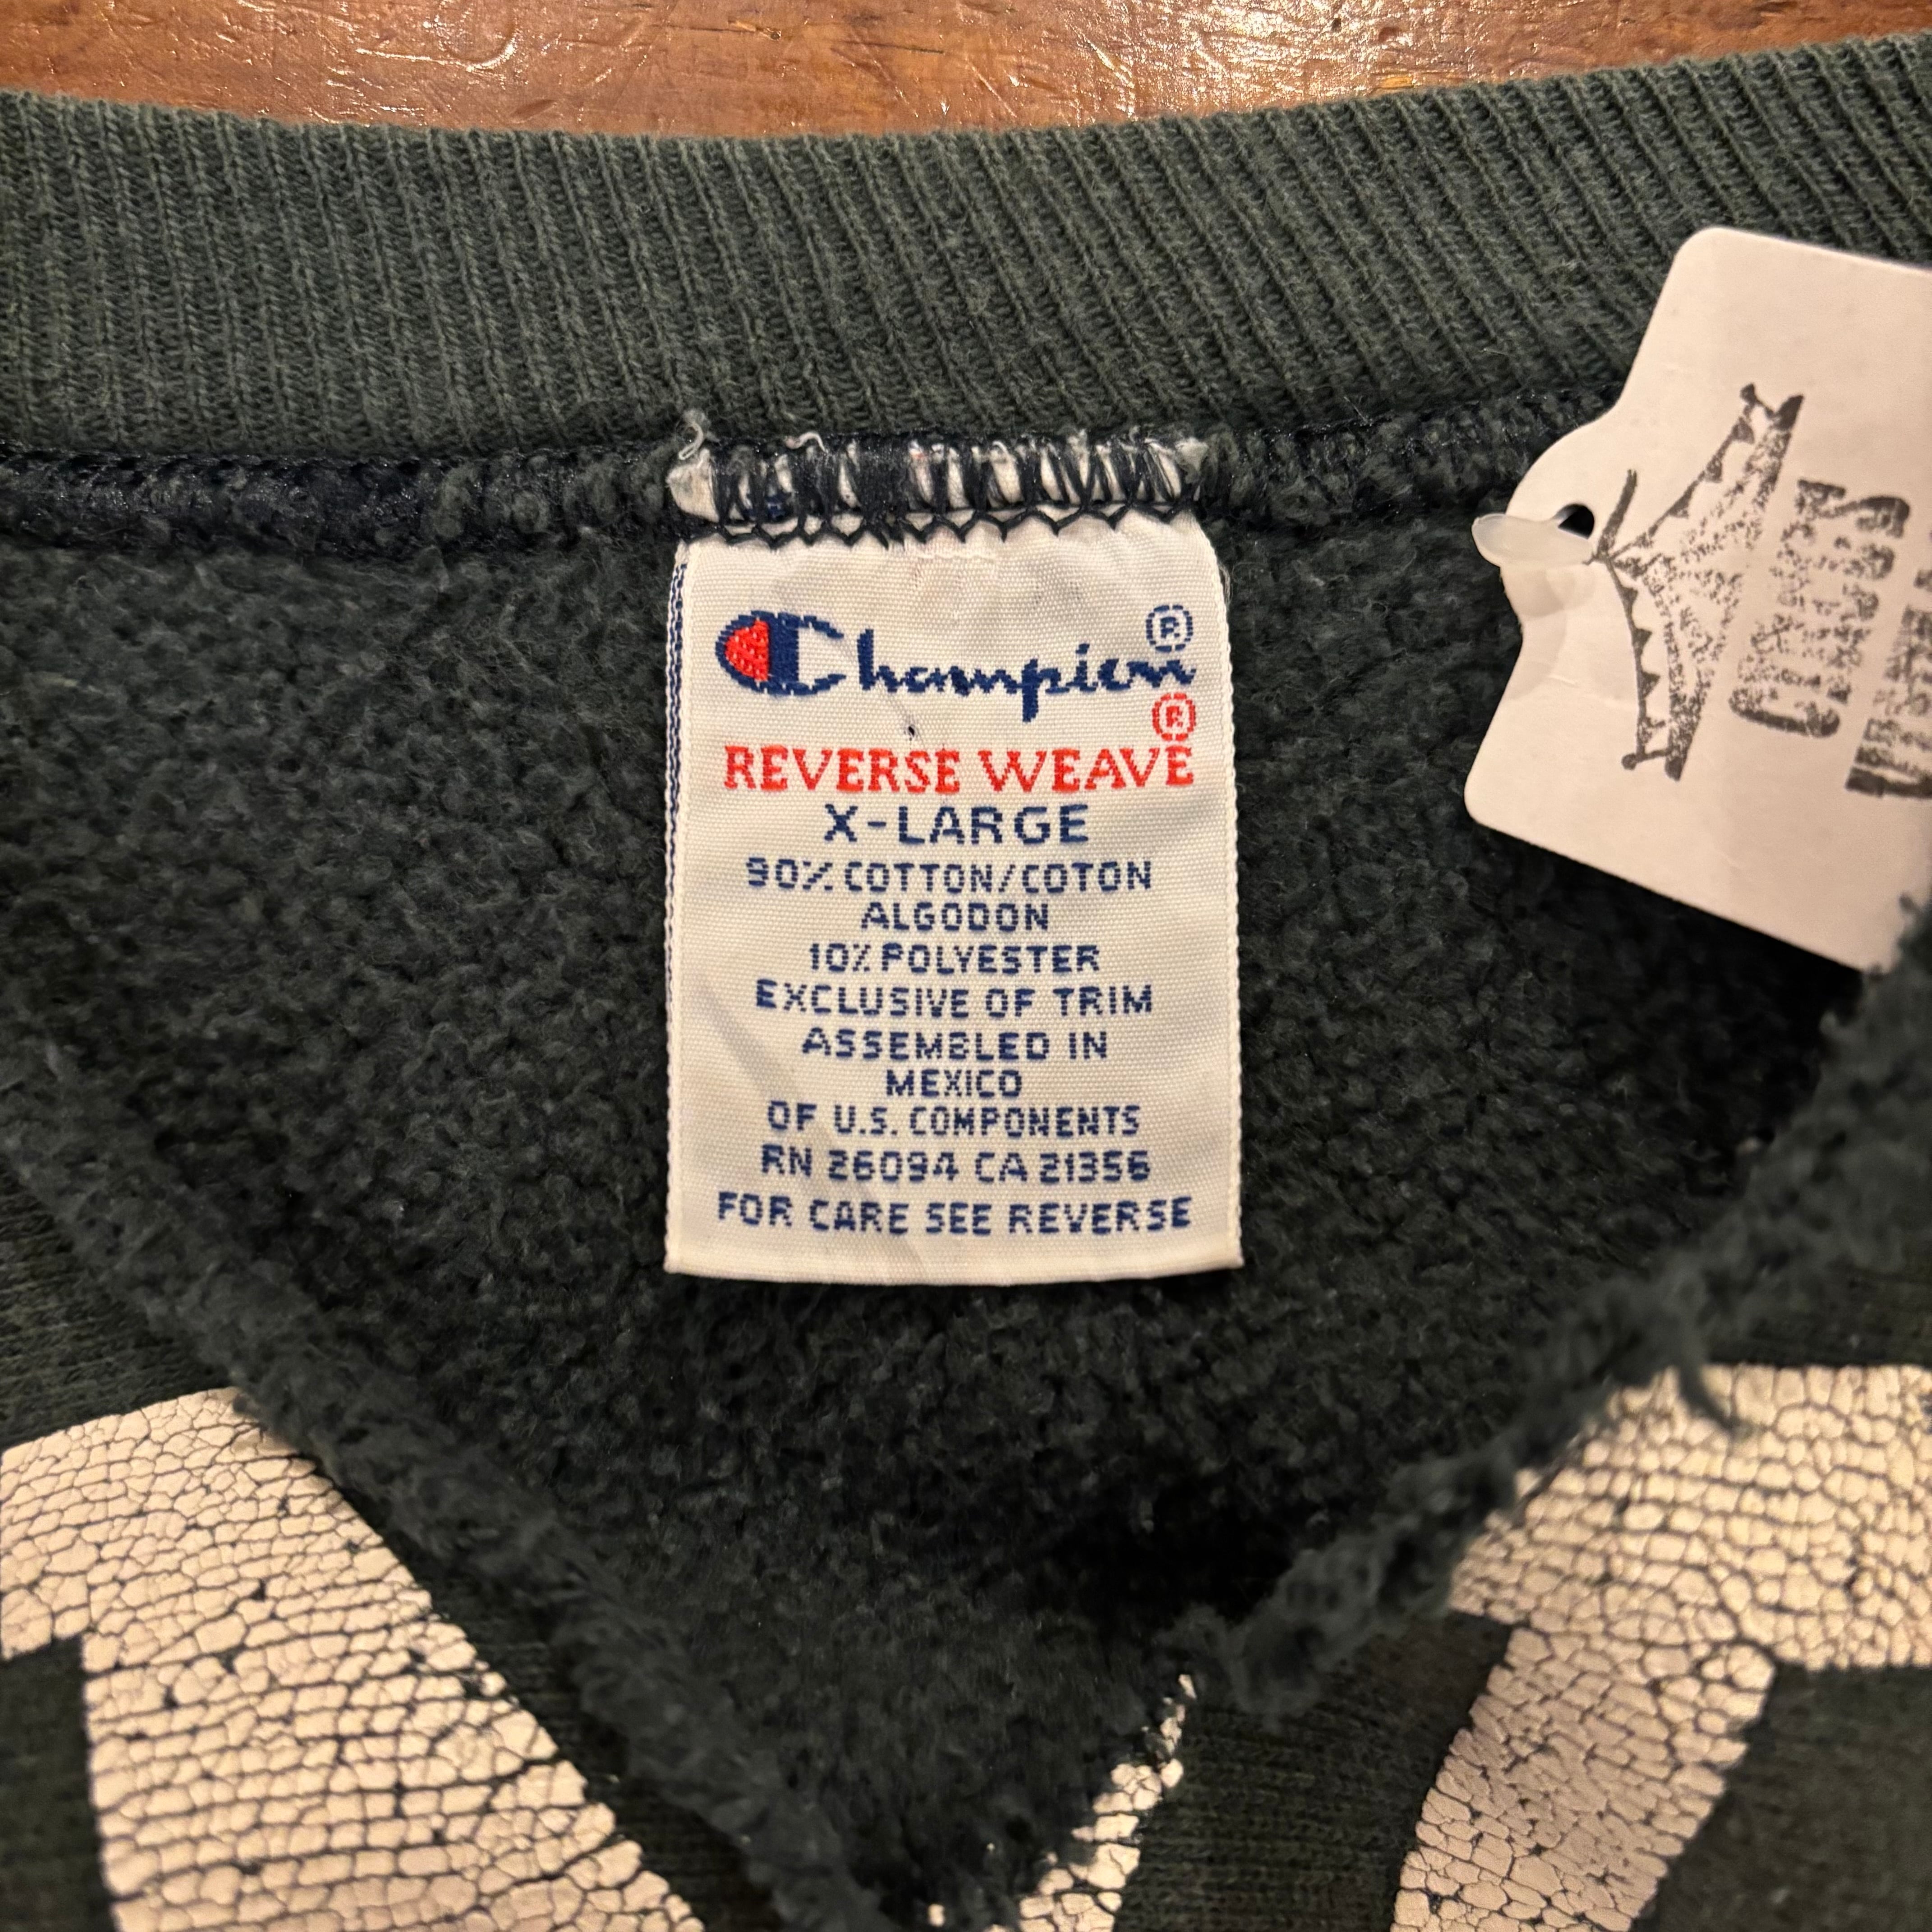 Champion®
REVERSE WEAVE®
X-LARGE
90% COTTON/COTON
ALGODON
10% POLYESTER
EXCLUSIVE OF TRIM
ASSEMBLED IN
MEXICO
OF U.S. COMPONENTS
RN 26094 CA 21356
FOR CARE SEE REVERSE